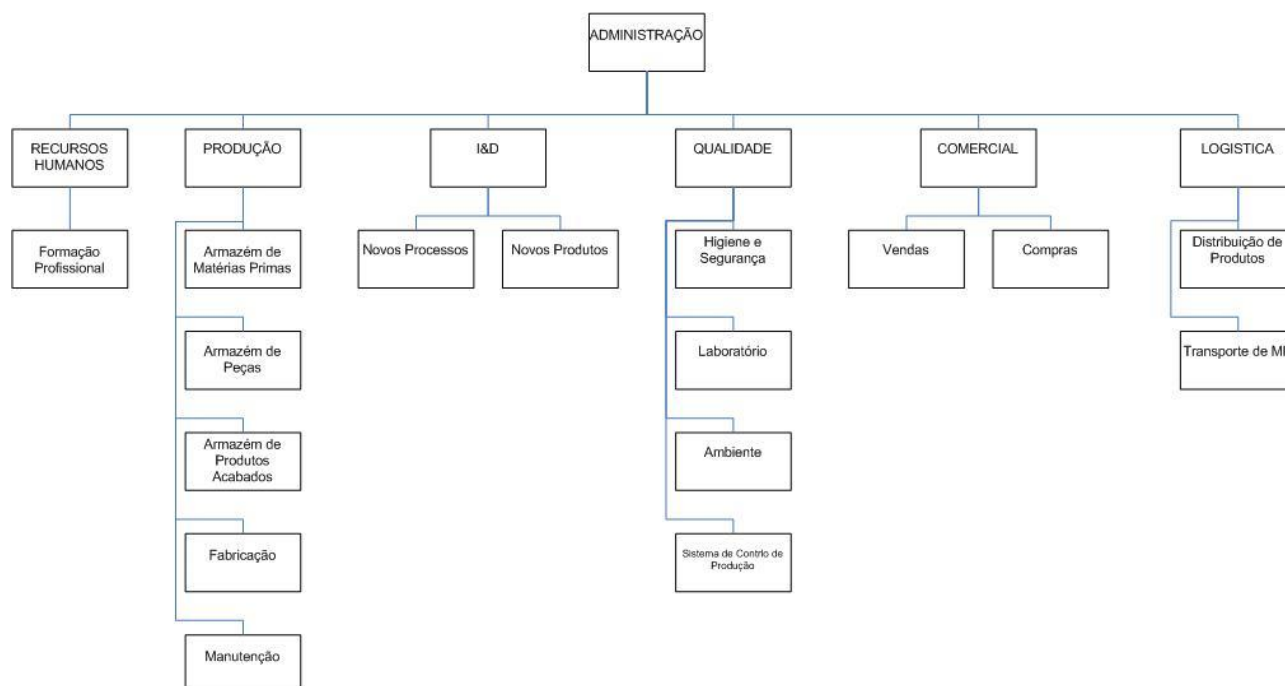 ADMINISTRAÇÃO
RECURSOS
HUMANOS
PRODUÇÃO
I&D
QUALIDADE
COMERCIAL
LOGISTICA
Formação
Profissional
Armazém de
Matérias Primas
Novos Processos
Novos Produtos
Higiene e
Segurança
Vendas
Compras
Distribuição de
Produtos
Armazém de
Peças
Laboratório
Transporte de
Armazém de
Produtos
Acabados
Ambiente
Fabricação
Sistema de Contrlo de
Produção
Manutenção